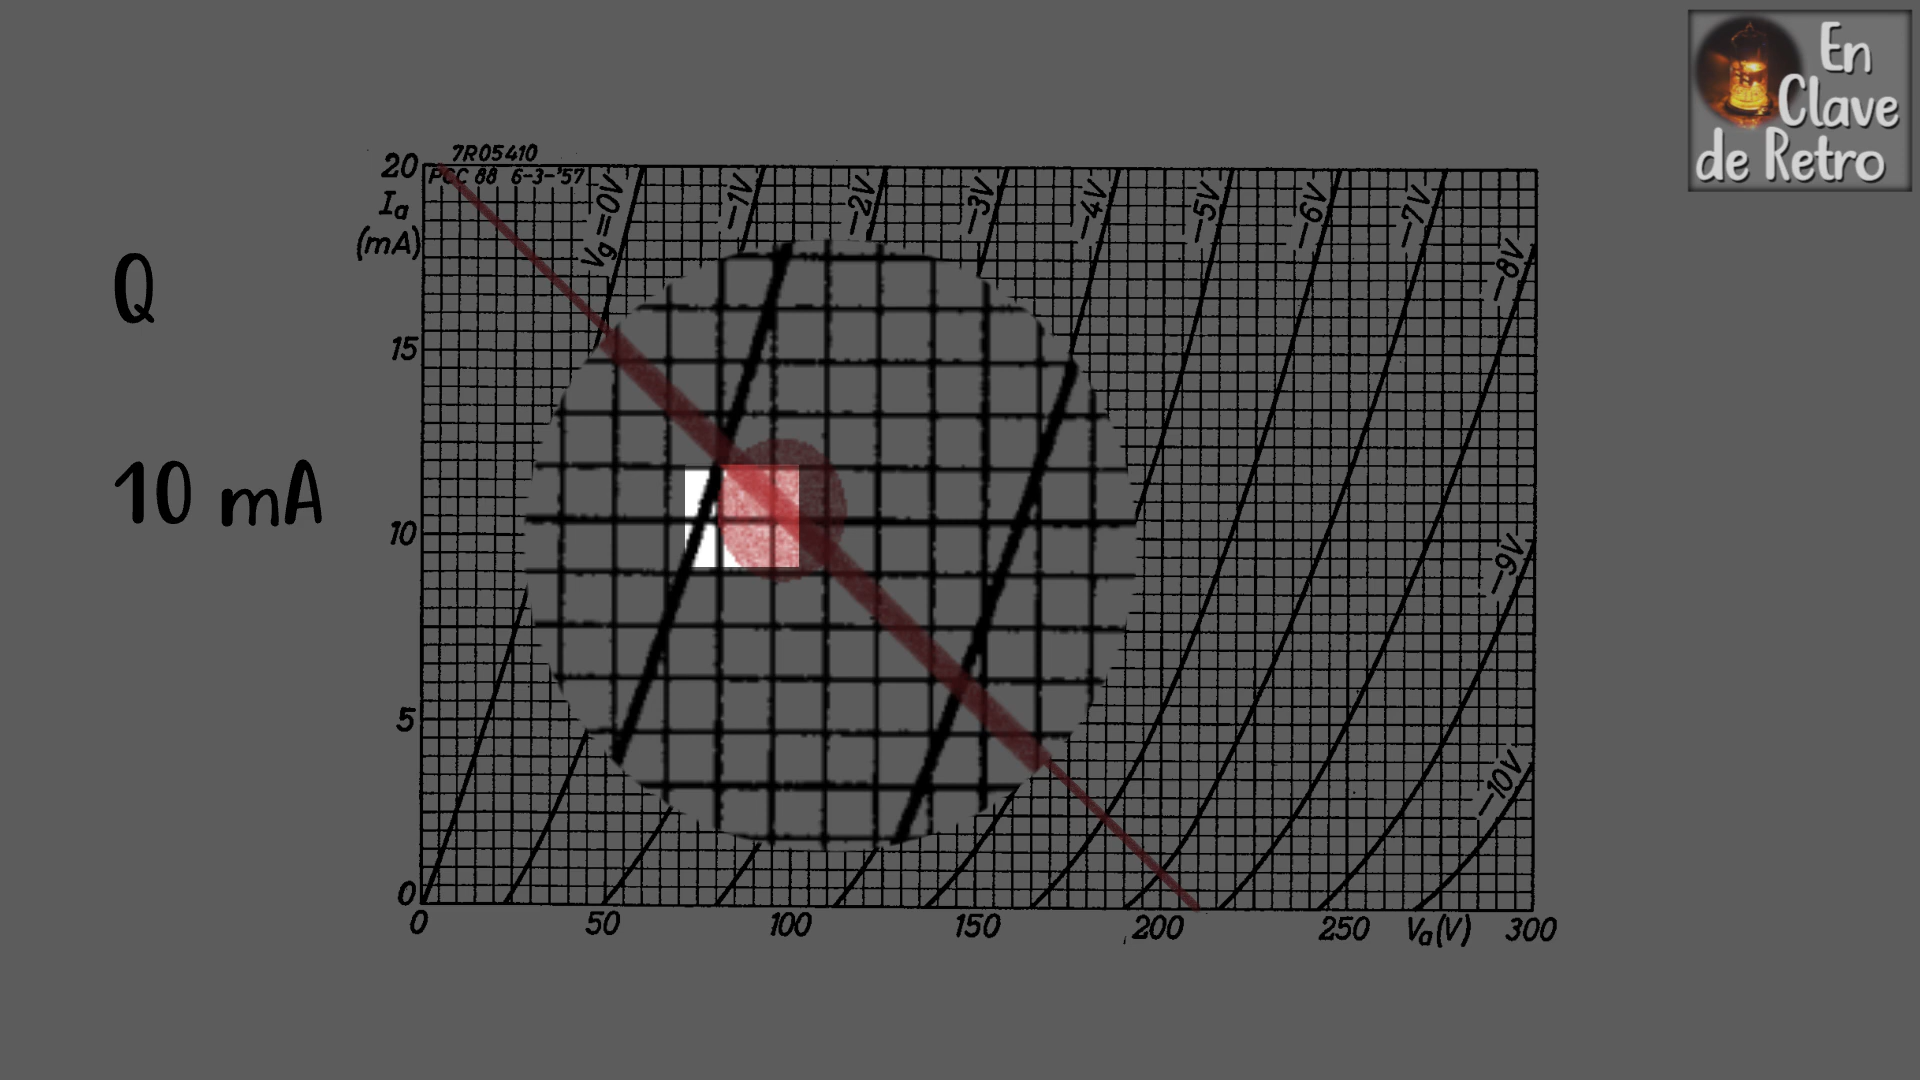 En
Clave
de Retro
7R05410
PCC 88 6-3-'57
20
Ia
(mA)
15
10
5
0
Vg=0V
-1V
-2V
-3V
-4V
-5V
-6V
-7V
-8V
-9V
-10V
Q
10 mA
0 50 100 150 200 250 Va(V) 300